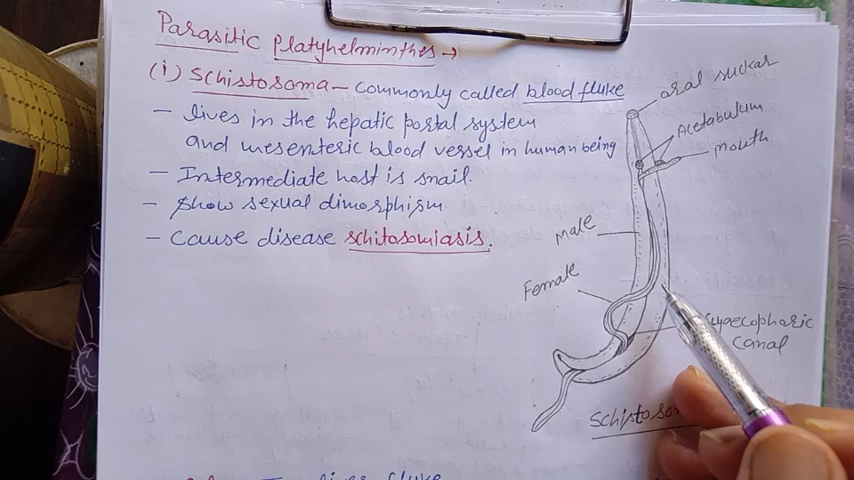 Parasitic Platyhelminthes →
(i) Schistosoma – commonly called blood fluke
- lives in the hepatic portal system
and mesenteric blood vessel in human being
- Intermediate host is snail.
- Show sexual dimorphism.
- Cause disease schitosomiasis.
oral suckar
Acetabulum
mouth
Male
Female
canal